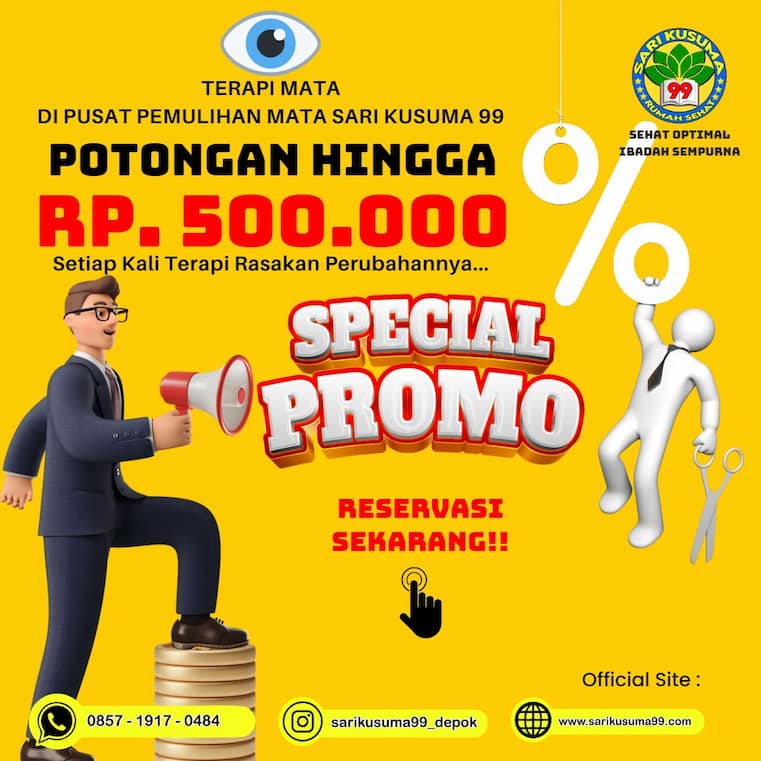 TERAPI MATA
DI PUSAT PEMULIHAN MATA SARI KUSUMA 99
POTONGAN HINGGA
RP. 500.000
Setiap Kali Terapi Rasakan Perubahannya...
SARI KUSUMA
99
RUMAH SEHAT
SEHAT OPTIMAL
IBADAH SEMPURNA
%
SPECIAL
PROMO
RESERVASI
SEKARANG!!
Official Site :
0857 - 1917 - 0484
sarikusuma99_depok
www.sarikusuma99.com